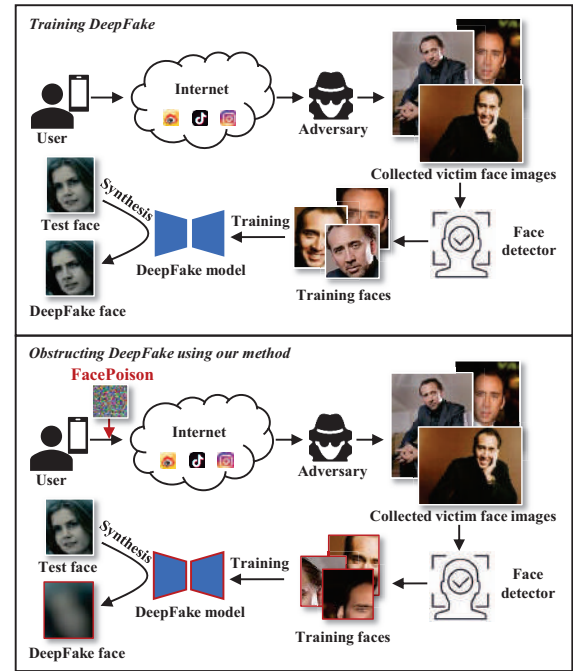 Training DeepFake
Internet
User
Adversary
Collected victim face images
Synthesis
Test face
Training
DeepFake model
Training faces
Face
detector
DeepFake face
Obstructing DeepFake using our method
FacePoison
Internet
User
Adversary
Collected victim face images
Synthesis
Test face
Training
DeepFake model
Training faces
Face
detector
DeepFake face